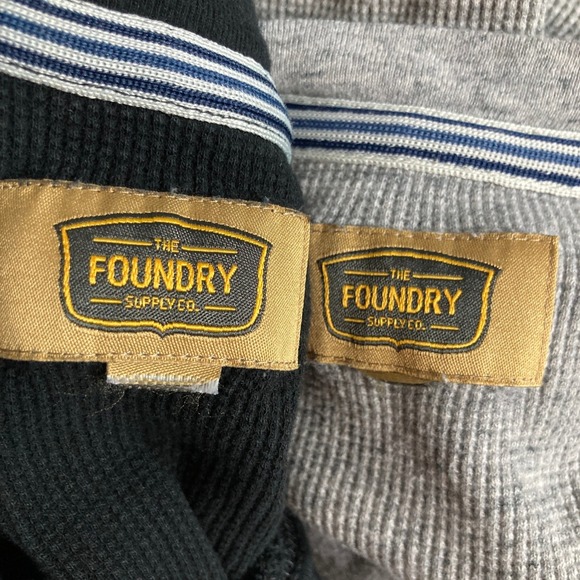 THE
FOUNDRY
SUPPLY CO.
THE
FOUNDRY
SUPPLY CO.